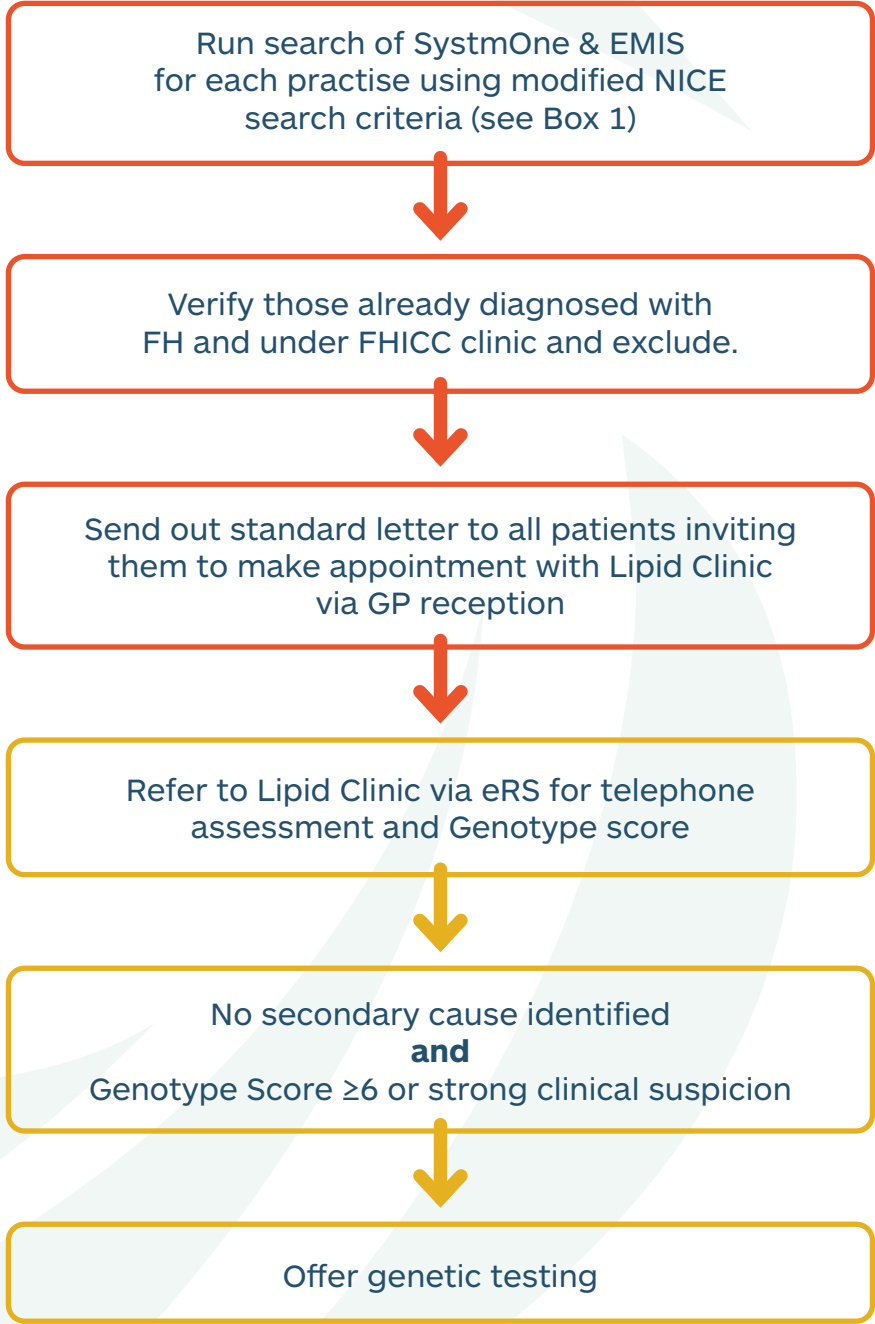 Run search of SystmOne & EMIS
for each practise using modified NICE
search criteria (see Box 1)
Verify those already diagnosed with
FH and under FHICC clinic and exclude.
Send out standard letter to all patients inviting
them to make appointment with Lipid Clinic
via GP reception
Refer to Lipid Clinic via eRS for telephone
assessment and Genotype score
No secondary cause identified
and
Genotype Score ≥6 or strong clinical suspicion
Offer genetic testing